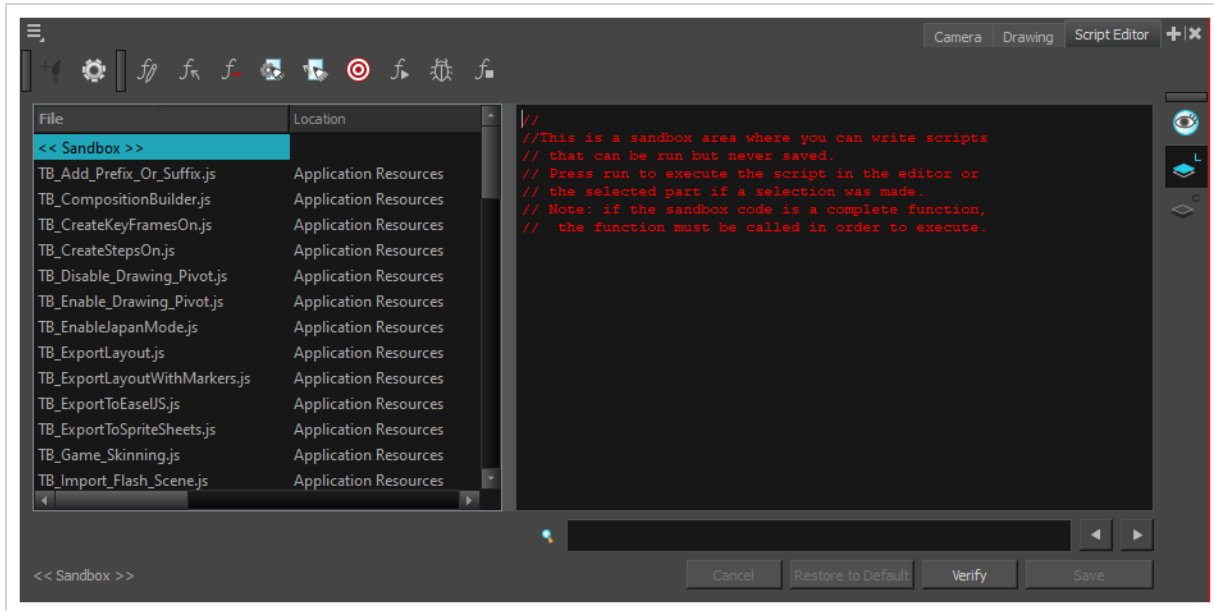 Camera Drawing Script Editor
File Location
<< Sandbox >>
TB_Add_Prefix_Or_Suffix.js Application Resources
TB_CompositionBuilder.js Application Resources
TB_CreateKeyFramesOn.js Application Resources
TB_CreateStepsOn.js Application Resources
TB_Disable_Drawing_Pivot.js Application Resources
TB_Enable_Drawing_Pivot.js Application Resources
TB_EnableJapanMode.js Application Resources
TB_ExportLayout.js Application Resources
TB_ExportLayoutWithMarkers.js Application Resources
TB_ExportToEaselJS.js Application Resources
TB_ExportToSpriteSheets.js Application Resources
TB_Game_Skinning.js Application Resources
TB_Import_Flash_Scene.js Application Resources
//
//This is a sandbox area where you can write scripts
// that can be run but never saved.
// Press run to execute the script in the editor or
// the selected part if a selection was made.
// Note: if the sandbox code is a complete function,
//  the function must be called in order to execute.
L
C
<< Sandbox >>
Cancel Restore to Default Verify Save